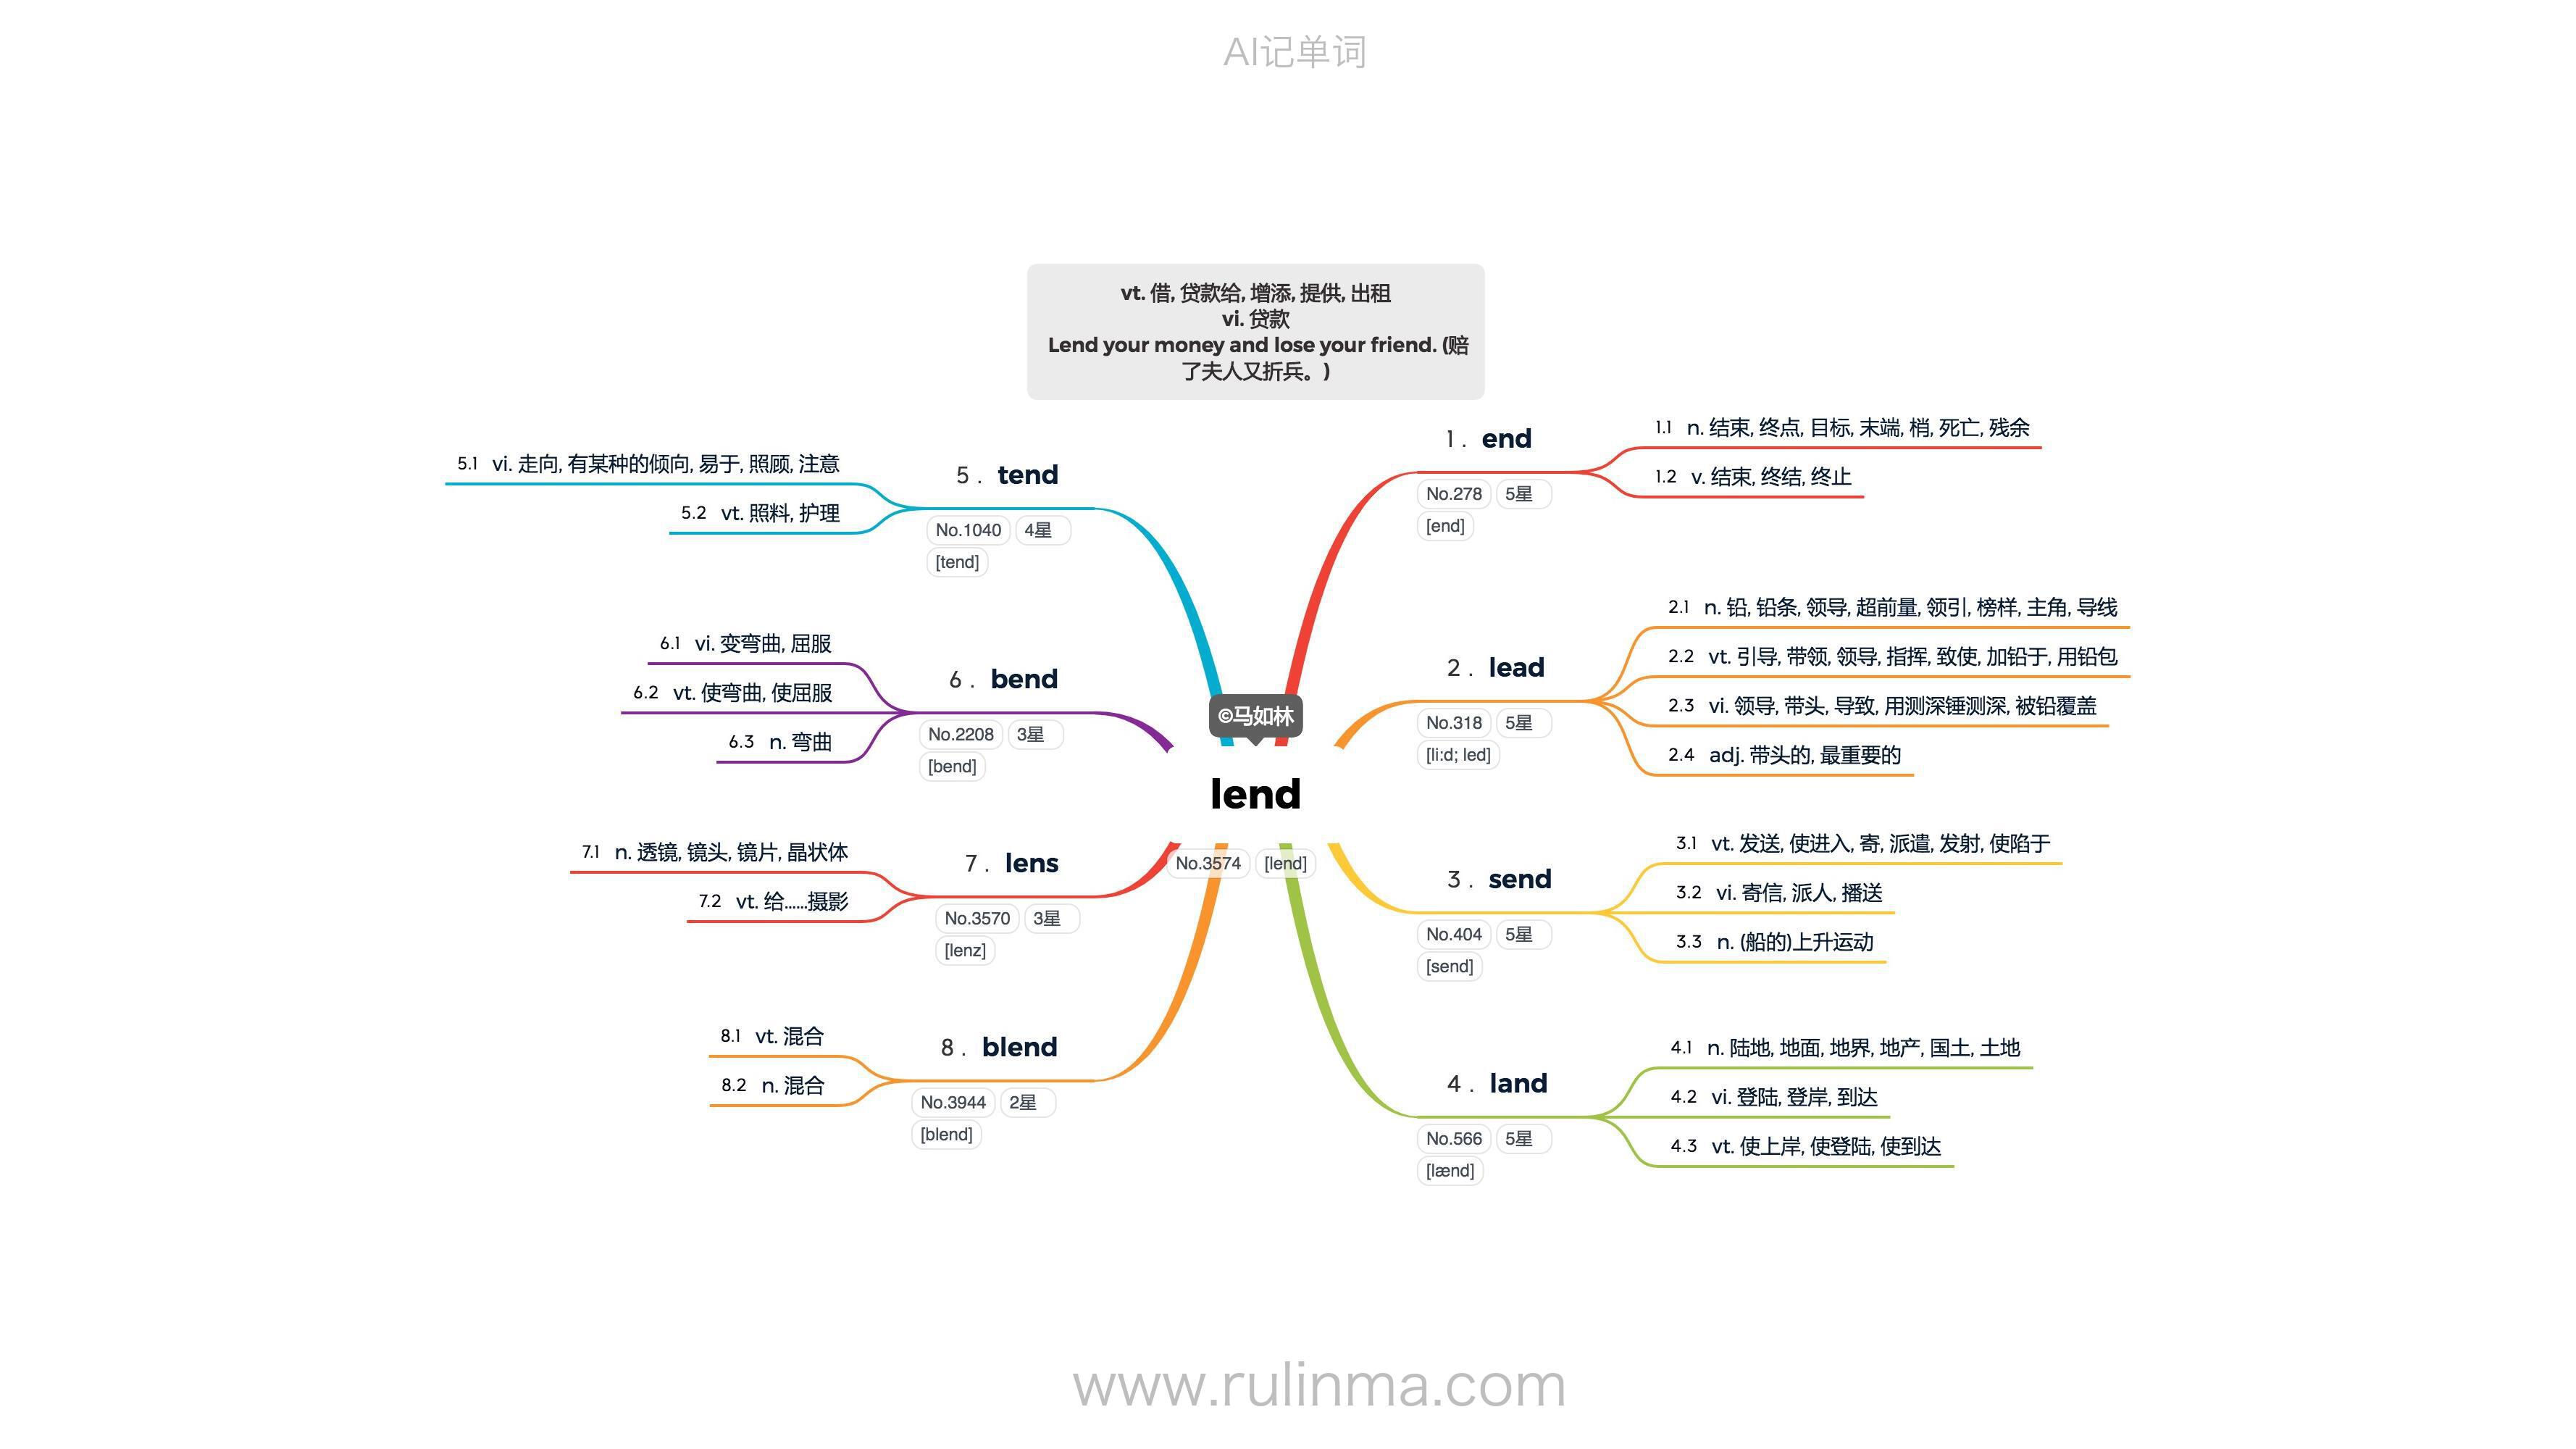 AI记单词
vt. 借, 贷款给, 增添, 提供, 出租
vi. 贷款
Lend your money and lose your friend. (赔
了夫人又折兵。)
©马如林
lend
No.3574 [lend]
1 . end
No.278 5星
[end]
1.1 n. 结束, 终点, 目标, 末端, 梢, 死亡, 残余
1.2 v. 结束, 终结, 终止
2 . lead
No.318 5星
[li:d; led]
2.1 n. 铅, 铅条, 领导, 超前量, 领引, 榜样, 主角, 导线
2.2 vt. 引导, 带领, 领导, 指挥, 致使, 加铅于, 用铅包
2.3 vi. 领导, 带头, 导致, 用测深锤测深, 被铅覆盖
2.4 adj. 带头的, 最重要的
3 . send
No.404 5星
[send]
3.1 vt. 发送, 使进入, 寄, 派遣, 发射, 使陷于
3.2 vi. 寄信, 派人, 播送
3.3 n. (船的)上升运动
4 . land
No.566 5星
[lænd]
4.1 n. 陆地, 地面, 地界, 地产, 国土, 土地
4.2 vi. 登陆, 登岸, 到达
4.3 vt. 使上岸, 使登陆, 使到达
5 . tend
No.1040 4星
[tend]
5.1 vi. 走向, 有某种的倾向, 易于, 照顾, 注意
5.2 vt. 照料, 护理
6 . bend
No.2208 3星
[bend]
6.1 vi. 变弯曲, 屈服
6.2 vt. 使弯曲, 使屈服
6.3 n. 弯曲
7 . lens
No.3570 3星
[lenz]
7.1 n. 透镜, 镜头, 镜片, 晶状体
7.2 vt. 给......摄影
8 . blend
No.3944 2星
[blend]
8.1 vt. 混合
8.2 n. 混合
www.rulinma.com